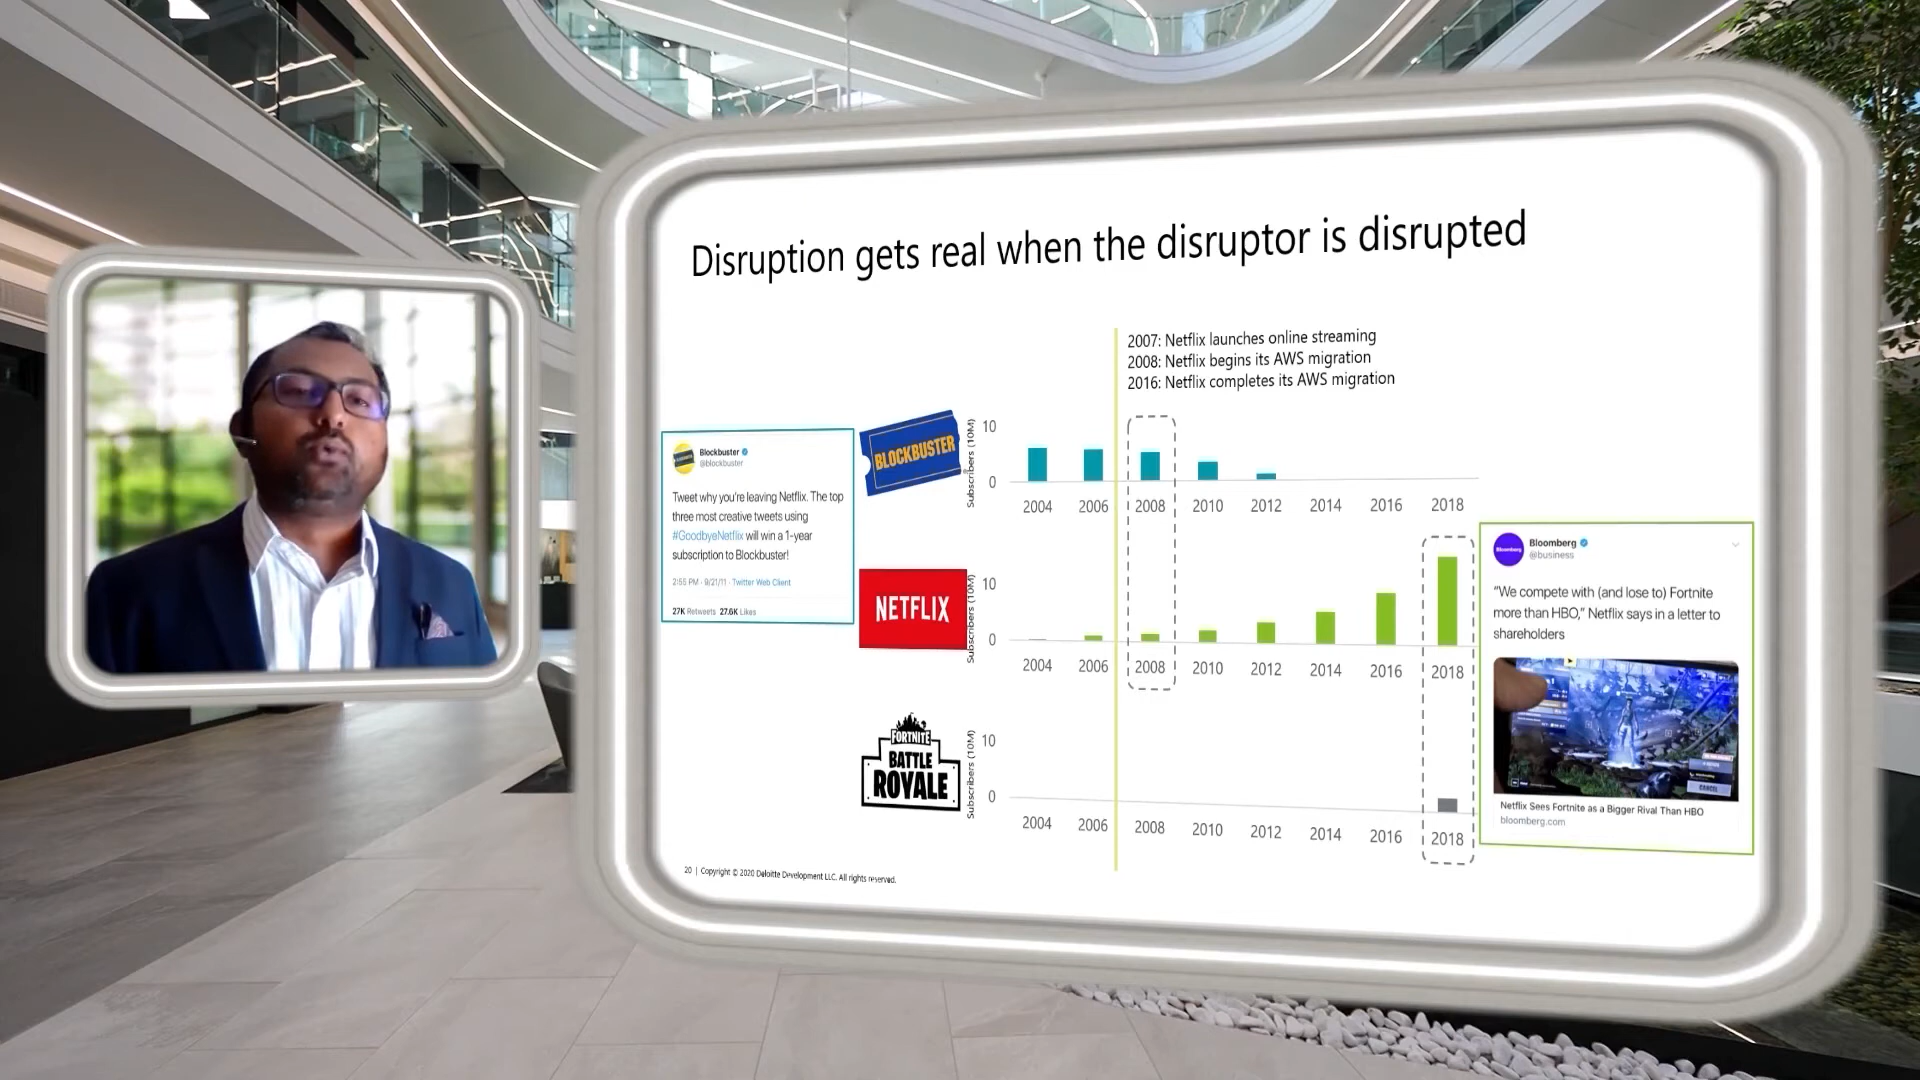 Disruption gets real when the disruptor is disrupted
2007: Netflix launches online streaming
2008: Netflix begins its AWS migration
2016: Netflix completes its AWS migration
Blockbuster
@blockbuster
Tweet why you're leaving Netflix. The top
three most creative tweets using
#GoodbyeNetflix will win a 1-year
subscription to Blockbuster!
2:55 PM · 9/21/11 · Twitter Web Client
27K Retweets 27.6K Likes
BLOCKBUSTER
Subscribers (10M)
10
0
2004 2006 2008 2010 2012 2014 2016 2018
NETFLIX
Subscribers (10M)
10
0
2004 2006 2008 2010 2012 2014 2016 2018
FORTNITE
BATTLE
ROYALE
Subscribers (10M)
10
0
2004 2006 2008 2010 2012 2014 2016 2018
Bloomberg
Bloomberg
@business
“We compete with (and lose to) Fortnite
more than HBO,” Netflix says in a letter to
shareholders
CANCEL
Netflix Sees Fortnite as a Bigger Rival Than HBO
bloomberg.com
20 | Copyright © 2020 Deloitte Development LLC. All rights reserved.